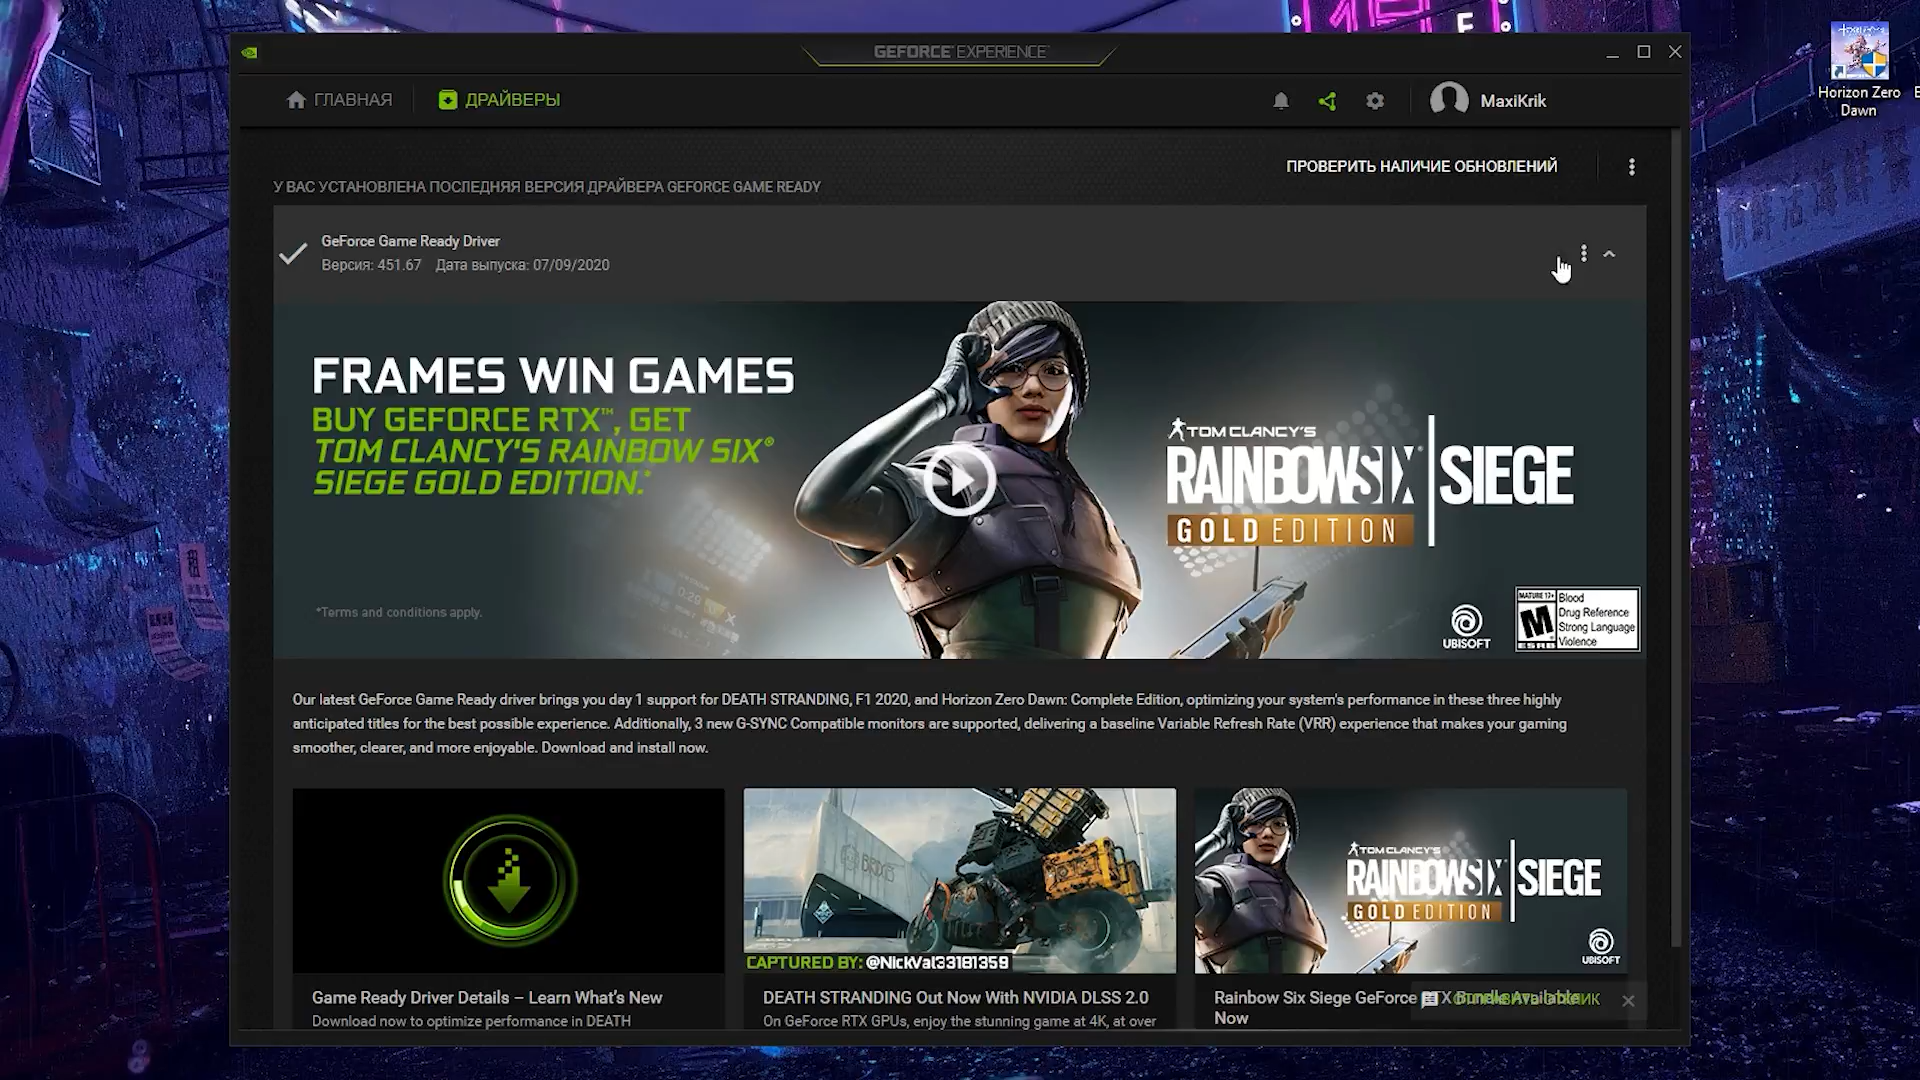 GEFORCE EXPERIENCE
ГЛАВНАЯ
ДРАЙВЕРЫ
MaxiKrik
Horizon Zero
Dawn
ПРОВЕРИТЬ НАЛИЧИЕ ОБНОВЛЕНИЙ
У ВАС УСТАНОВЛЕНА ПОСЛЕДНЯЯ ВЕРСИЯ ДРАЙВЕРА GEFORCE GAME READY
GeForce Game Ready Driver
Версия: 451.67 Дата выпуска: 07/09/2020
FRAMES WIN GAMES
BUY GEFORCE RTX™, GET
TOM CLANCY'S RAINBOW SIX®
SIEGE GOLD EDITION.*
*Terms and conditions apply.
TOM CLANCY'S
RAINBOWSIX SIEGE
GOLD EDITION
UBISOFT
MATURE 17+
M
ESRB
Blood
Drug Reference
Strong Language
Violence
Our latest GeForce Game Ready driver brings you day 1 support for DEATH STRANDING, F1 2020, and Horizon Zero Dawn: Complete Edition, optimizing your system's performance in these three highly
anticipated titles for the best possible experience. Additionally, 3 new G-SYNC Compatible monitors are supported, delivering a baseline Variable Refresh Rate (VRR) experience that makes your gaming
smoother, clearer, and more enjoyable. Download and install now.
CAPTURED BY: @NickVal33181359
TOM CLANCY'S
RAINBOWSIX SIEGE
GOLD EDITION
UBISOFT
Game Ready Driver Details – Learn What's New
Download now to optimize performance in DEATH
DEATH STRANDING Out Now With NVIDIA DLSS 2.0
On GeForce RTX GPUs, enjoy the stunning game at 4K, at over
Rainbow Six Siege GeForce
Now